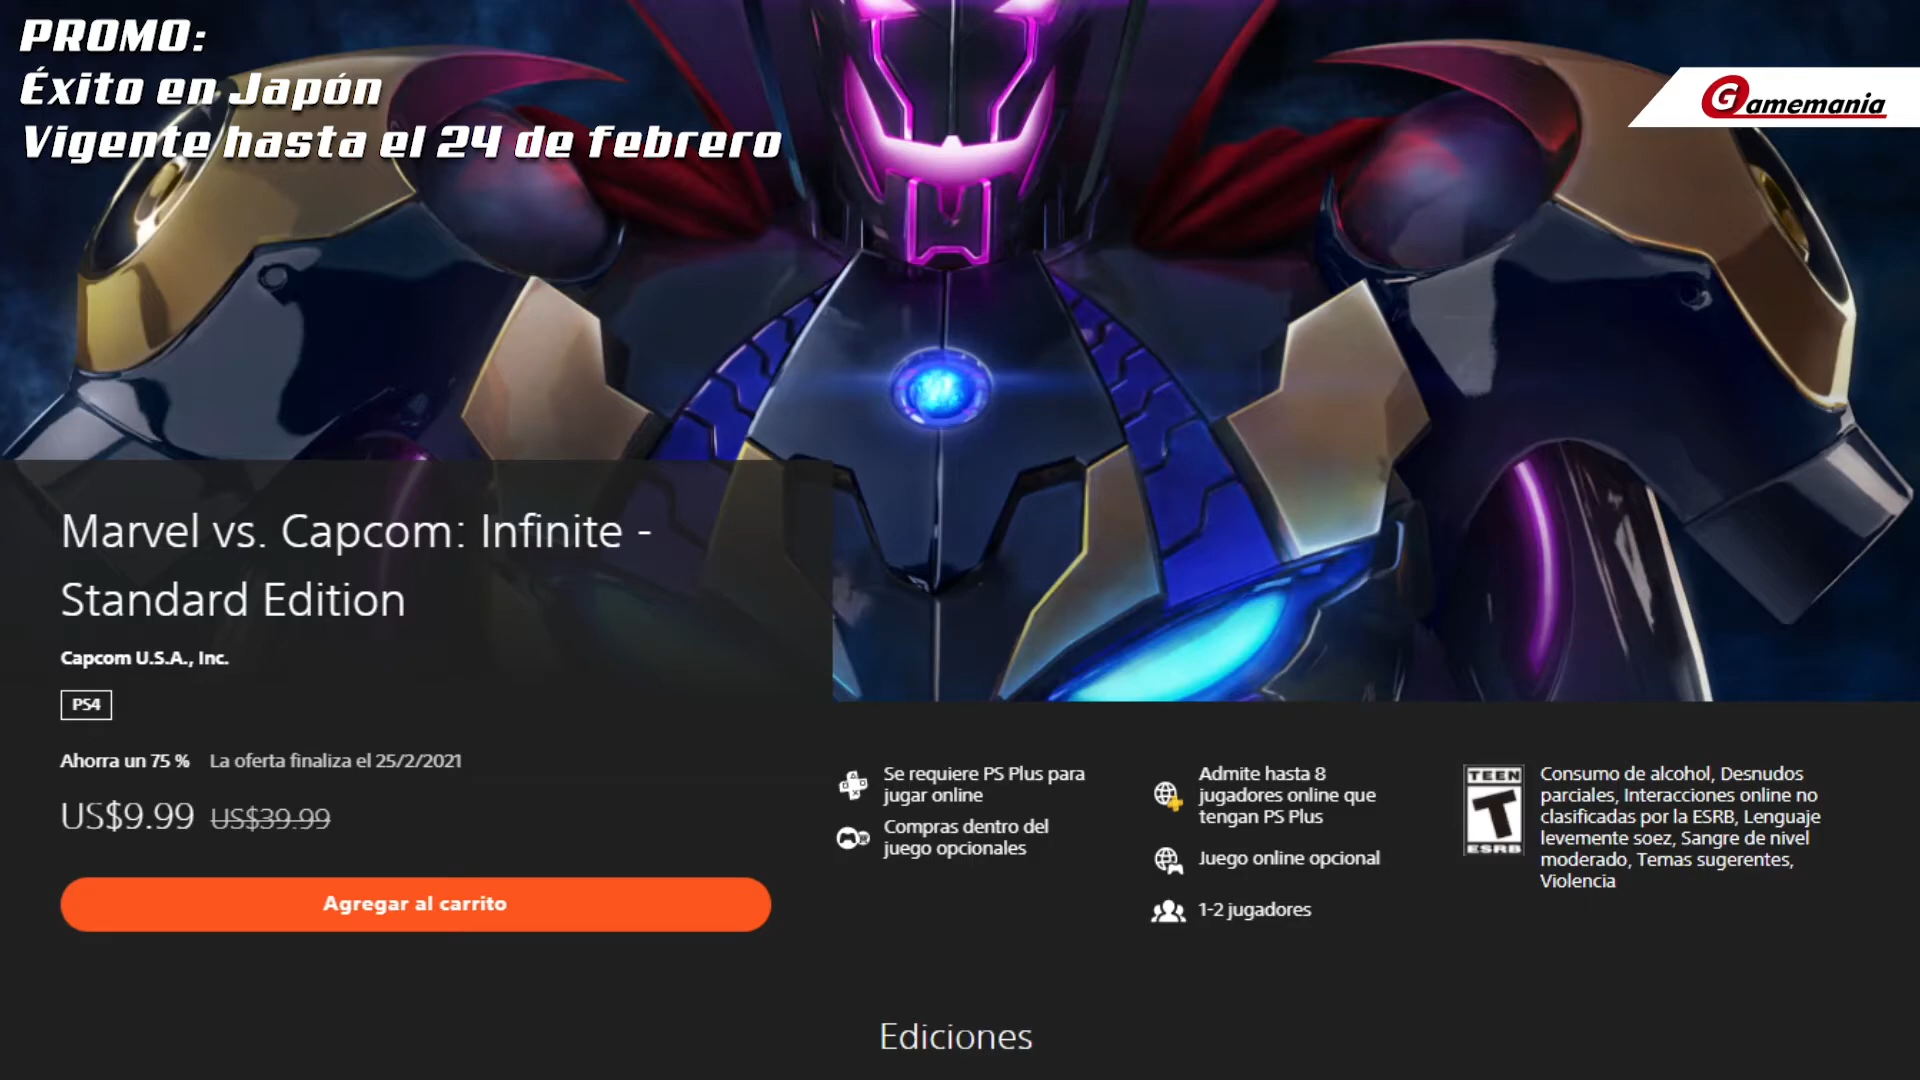 PROMO:
Éxito en Japón
Vigente hasta el 24 de febrero
Gamemania
Marvel vs. Capcom: Infinite -
Standard Edition
Capcom U.S.A., Inc.
PS4
Ahorra un 75 % La oferta finaliza el 25/2/2021
US$9.99 US$39.99
Agregar al carrito
Se requiere PS Plus para
jugar online
Compras dentro del
juego opcionales
Admite hasta 8
jugadores online que
tengan PS Plus
Juego online opcional
1-2 jugadores
TEEN
T
ESRB
Consumo de alcohol, Desnudos
parciales, Interacciones online no
clasificadas por la ESRB, Lenguaje
levemente soez, Sangre de nivel
moderado, Temas sugerentes,
Violencia
Ediciones